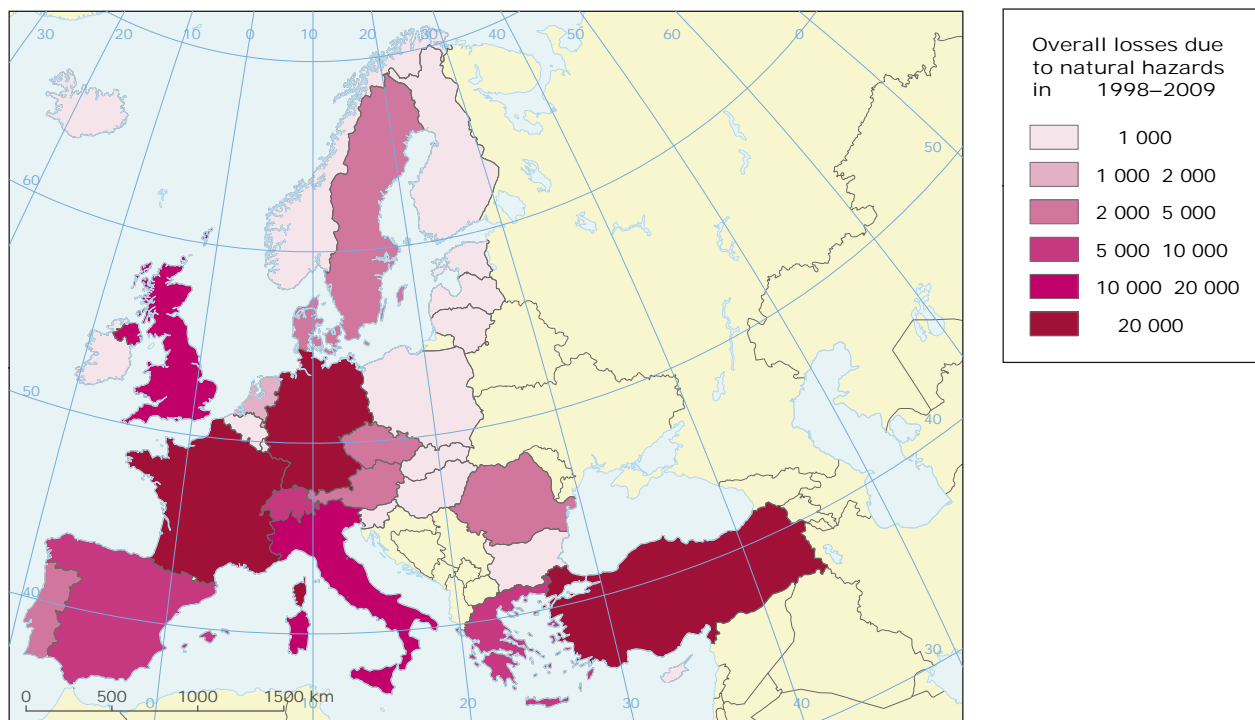 30 20 10 0 10 20 30 40 50 60 0
60
50
50
40
40
30
0 10 20 30 40
0 500 1000 1500 km
Overall losses due
to natural hazards
in 1998–2009
1 000
1 000 2 000
2 000 5 000
5 000 10 000
10 000 20 000
20 000